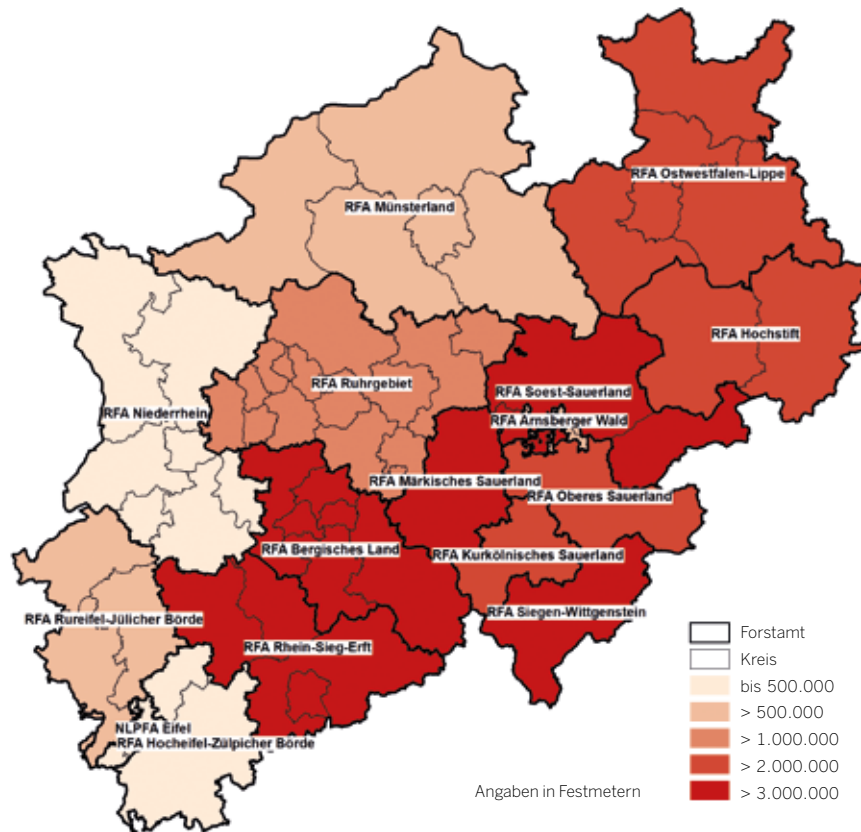 RFA Ostwestfalen-Lippe
RFA Münsterland
RFA Hochstift
RFA Ruhrgebiet
RFA Soest-Sauerland
RFA Niederrhein
RFA Arnsberger Wald
RFA Märkisches Sauerland
RFA Oberes Sauerland
RFA Bergisches Land
RFA Kurkölnisches Sauerland
RFA Siegen-Wittgenstein
RFA Rureifel-Jülicher Börde
RFA Rhein-Sieg-Erft
NLPFA Eifel
RFA Hocheifel-Zülpicher Börde
Forstamt
Kreis
bis 500.000
> 500.000
> 1.000.000
> 2.000.000
> 3.000.000
Angaben in Festmetern